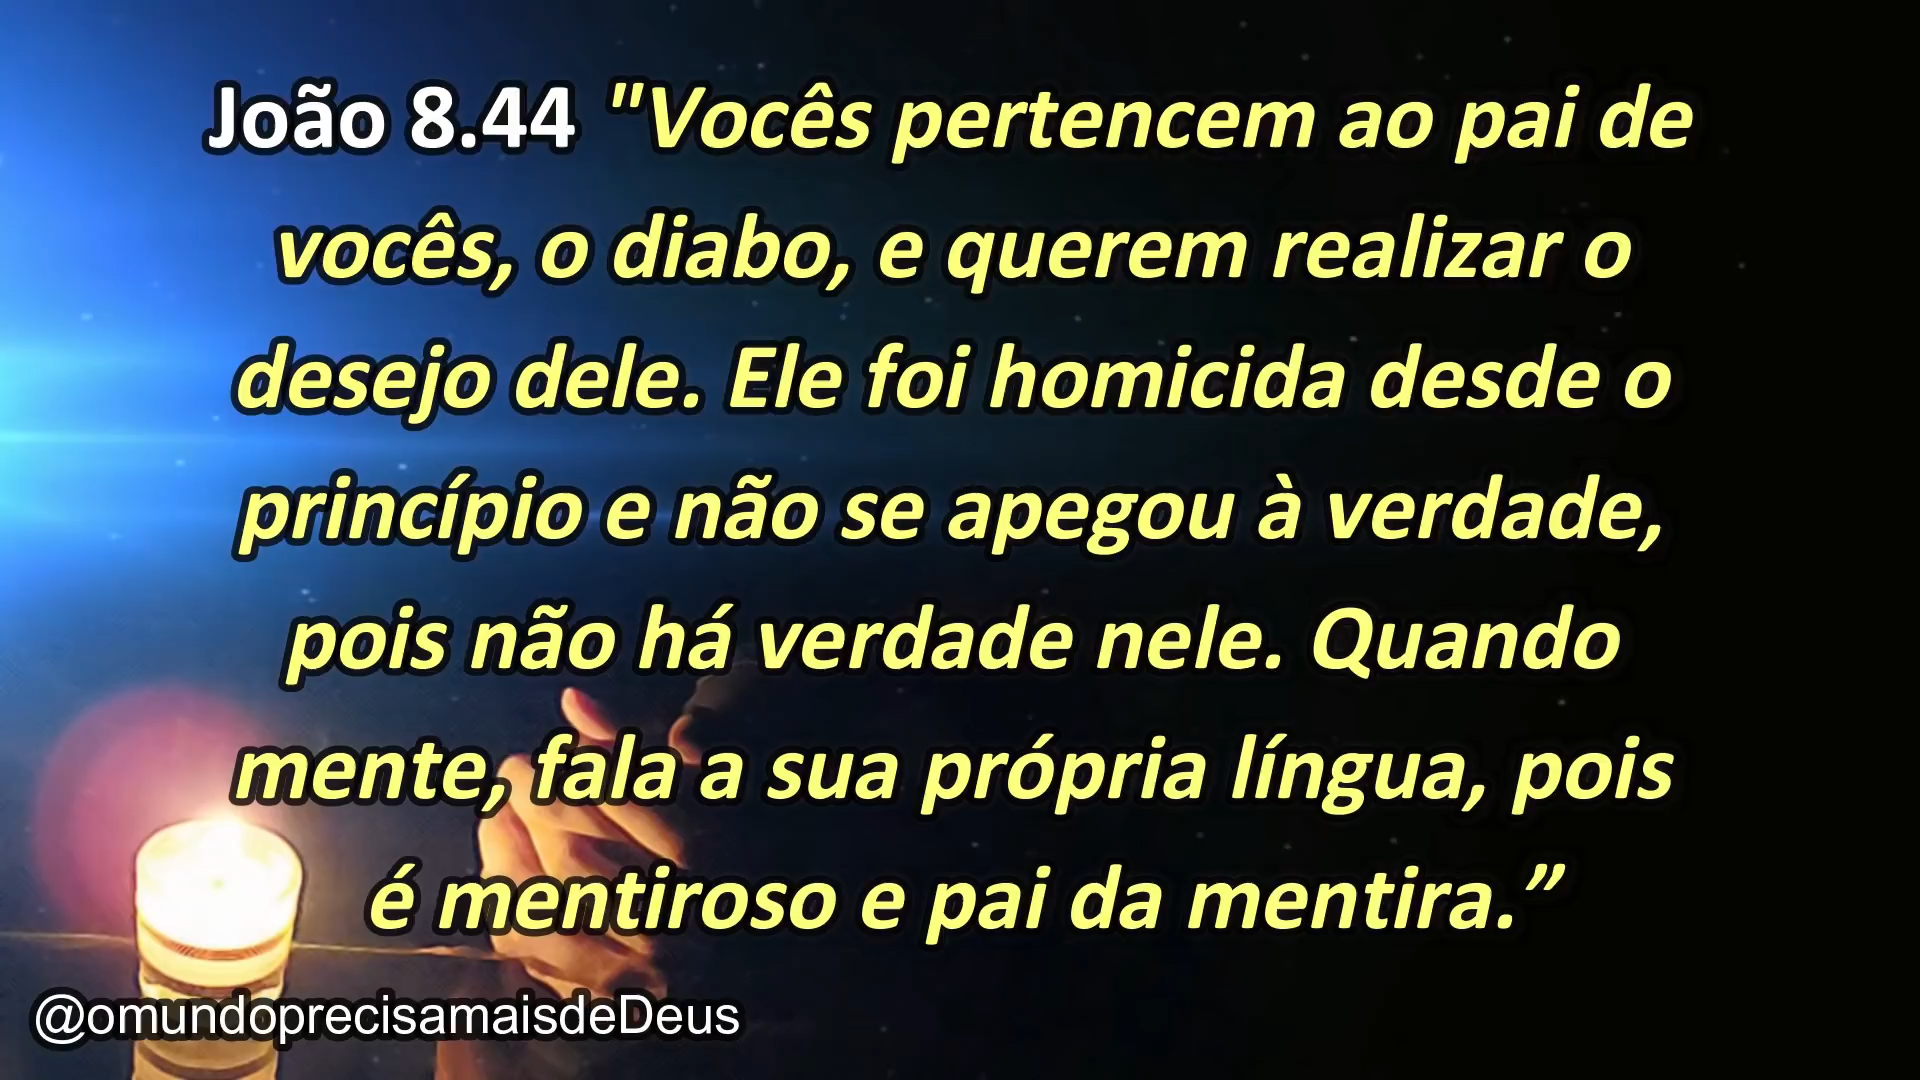 João 8.44 "Vocês pertencem ao pai de
vocês, o diabo, e querem realizar o
desejo dele. Ele foi homicida desde o
princípio e não se apegou à verdade,
pois não há verdade nele. Quando
mente, fala a sua própria língua, pois
é mentiroso e pai da mentira.”
@omundoprecisamaisdeDeus